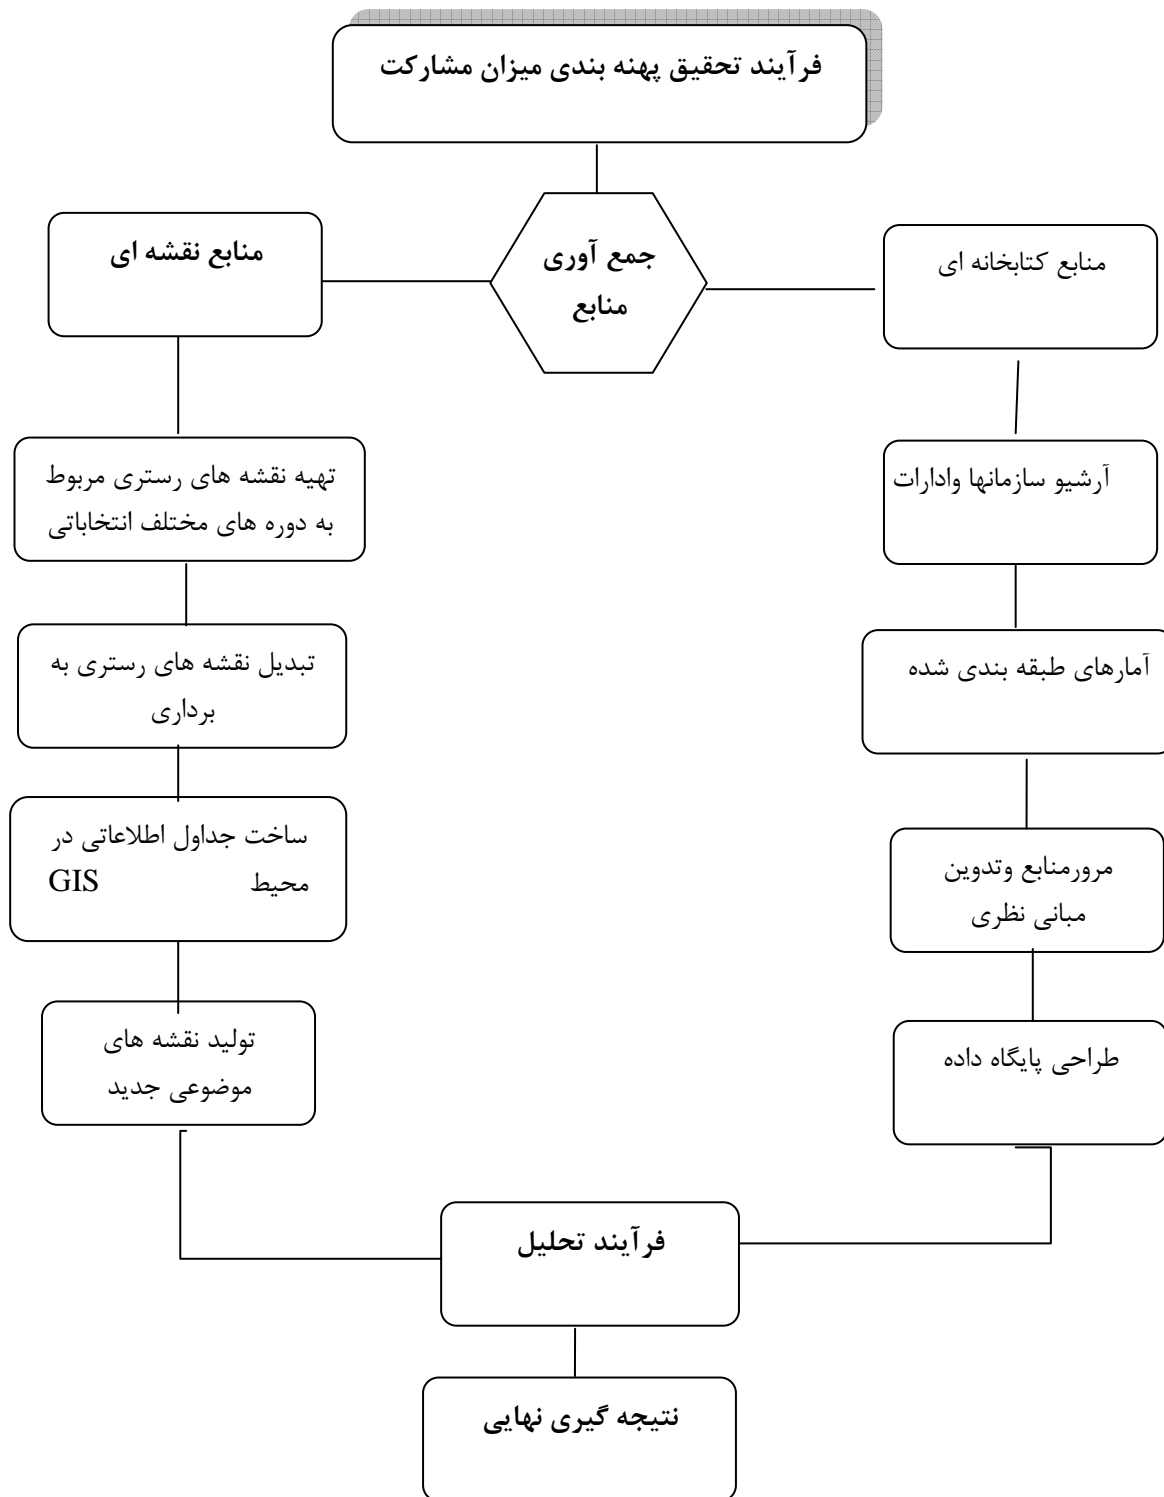 فرآیند تحقیق پهنه بندی میزان مشارکت
جمع آوری
منابع
منابع کتابخانه ای
آرشیو سازمانها وادارات
آمارهای طبقه بندی شده
مرورمنابع وتدوین
مبانی نظری
طراحی پایگاه داده
منابع نقشه ای
تهیه نقشه های رستری مربوط
به دوره های مختلف انتخاباتی
تبدیل نقشه های رستری به
برداری
ساخت جداول اطلاعاتی در
محیط GIS
تولید نقشه های
موضوعی جدید
فرآیند تحلیل
نتیجه گیری نهایی